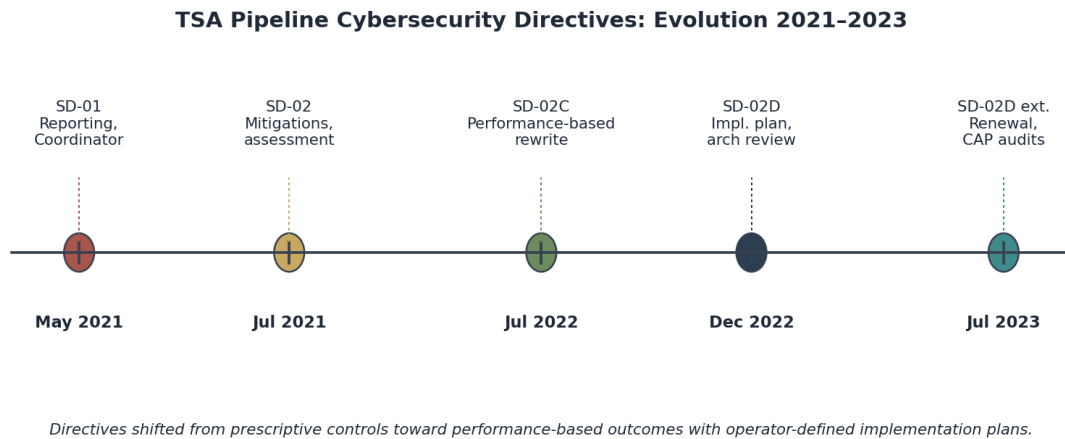 TSA Pipeline Cybersecurity Directives: Evolution 2021–2023
SD-01
Reporting,
Coordinator
SD-02
Mitigations,
assessment
SD-02C
Performance-based
rewrite
SD-02D
Impl. plan,
arch review
SD-02D ext.
Renewal,
CAP audits
May 2021
Jul 2021
Jul 2022
Dec 2022
Jul 2023
Directives shifted from prescriptive controls toward performance-based outcomes with operator-defined implementation plans.